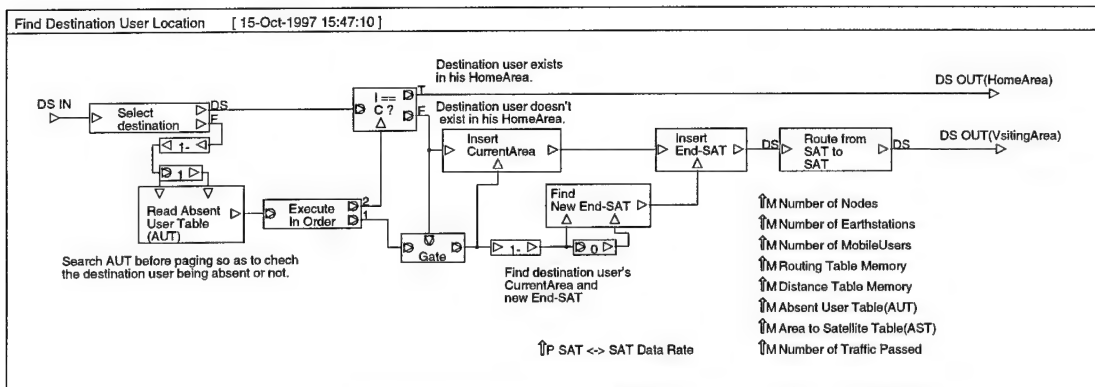 Find Destination User Location [ 15-Oct-1997 15:47:10 ]
Destination user exists
in his HomeArea.
DS OUT(HomeArea)
DS IN
Select
destination
DS
F
I ==
C ?
T
F
Destination user doesn't
exist in his HomeArea.
1-
1
Insert
CurrentArea
Insert
End-SAT
DS
Route from
SAT to
SAT
DS
DS OUT(VsitingArea)
Read Absent
User Table
(AUT)
Execute
In Order
2
1
Find
New End-SAT
Gate
1-
0
Search AUT before paging so as to chech
the destination user being absent or not.
Find destination user's
CurrentArea and
new End-SAT
⇑M Number of Nodes
⇑M Number of Earthstations
⇑M Number of MobileUsers
⇑M Routing Table Memory
⇑M Distance Table Memory
⇑M Absent User Table(AUT)
⇑M Area to Satellite Table(AST)
⇑M Number of Traffic Passed
⇑P SAT <-> SAT Data Rate